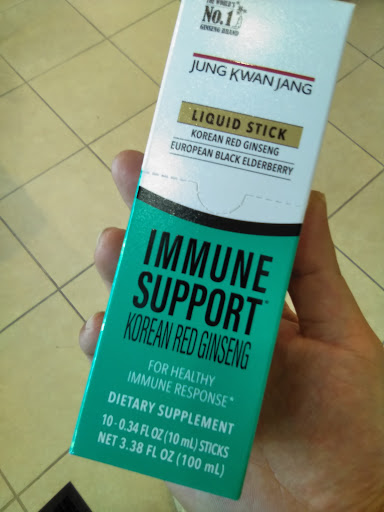 THE WORLD'S
No.1
GINSENG BRAND
JUNG KWAN JANG
LIQUID STICK
KOREAN RED GINSENG
EUROPEAN BLACK ELDERBERRY
IMMUNE
SUPPORT™
KOREAN RED GINSENG
FOR HEALTHY
IMMUNE RESPONSE*
DIETARY SUPPLEMENT
10 - 0.34 FL OZ (10 mL) STICKS
NET 3.38 FL OZ (100 mL)